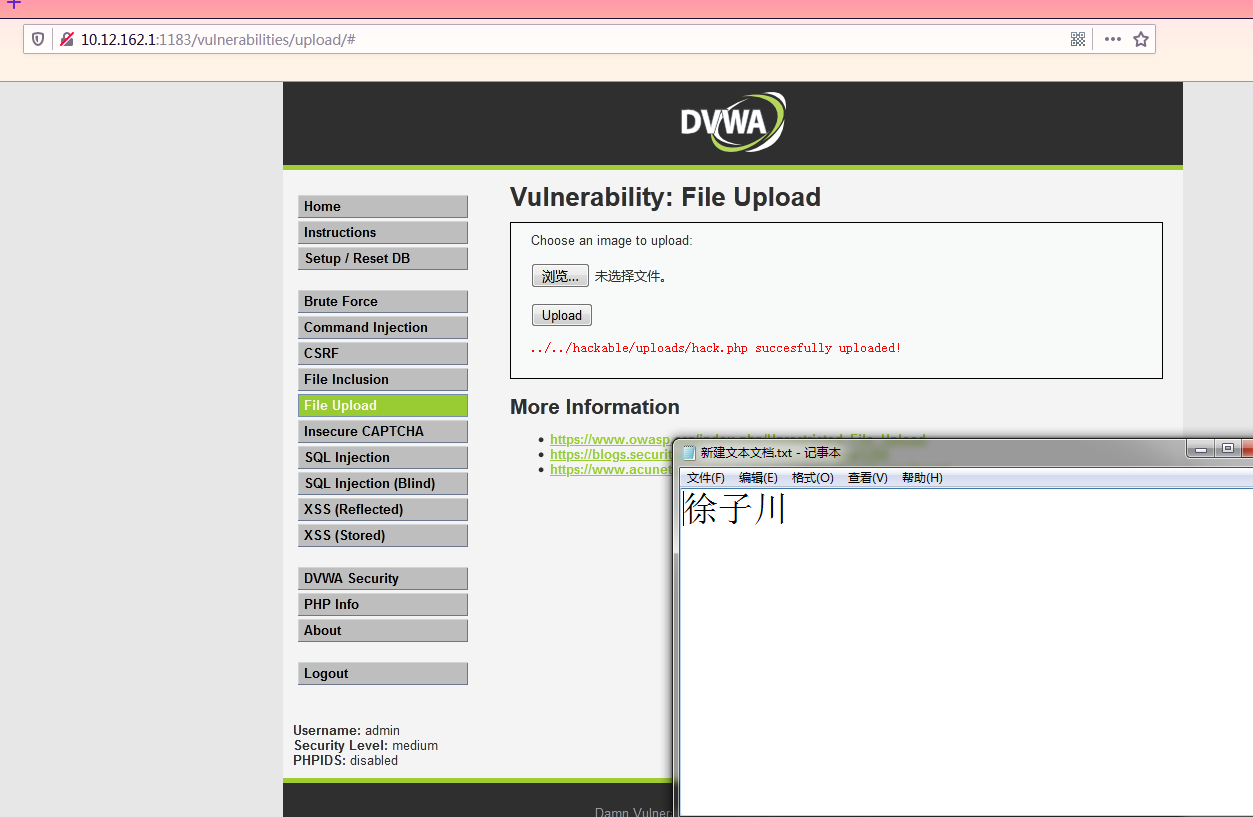 10.12.162.1:1183/vulnerabilities/upload/#
DVWA
Home
Instructions
Setup / Reset DB
Brute Force
Command Injection
CSRF
File Inclusion
File Upload
Insecure CAPTCHA
SQL Injection
SQL Injection (Blind)
XSS (Reflected)
XSS (Stored)
DVWA Security
PHP Info
About
Logout
Username: admin
Security Level: medium
PHPIDS: disabled
Vulnerability: File Upload
Choose an image to upload:
浏览... 未选择文件。
Upload
../../hackable/uploads/hack.php succesfully uploaded!
More Information
https://www.owasp
https://blogs.securit
https://www.acunet
新建文本文档.txt - 记事本
文件(F) 编辑(E) 格式(O) 查看(V) 帮助(H)
徐子川
Damn Vulner